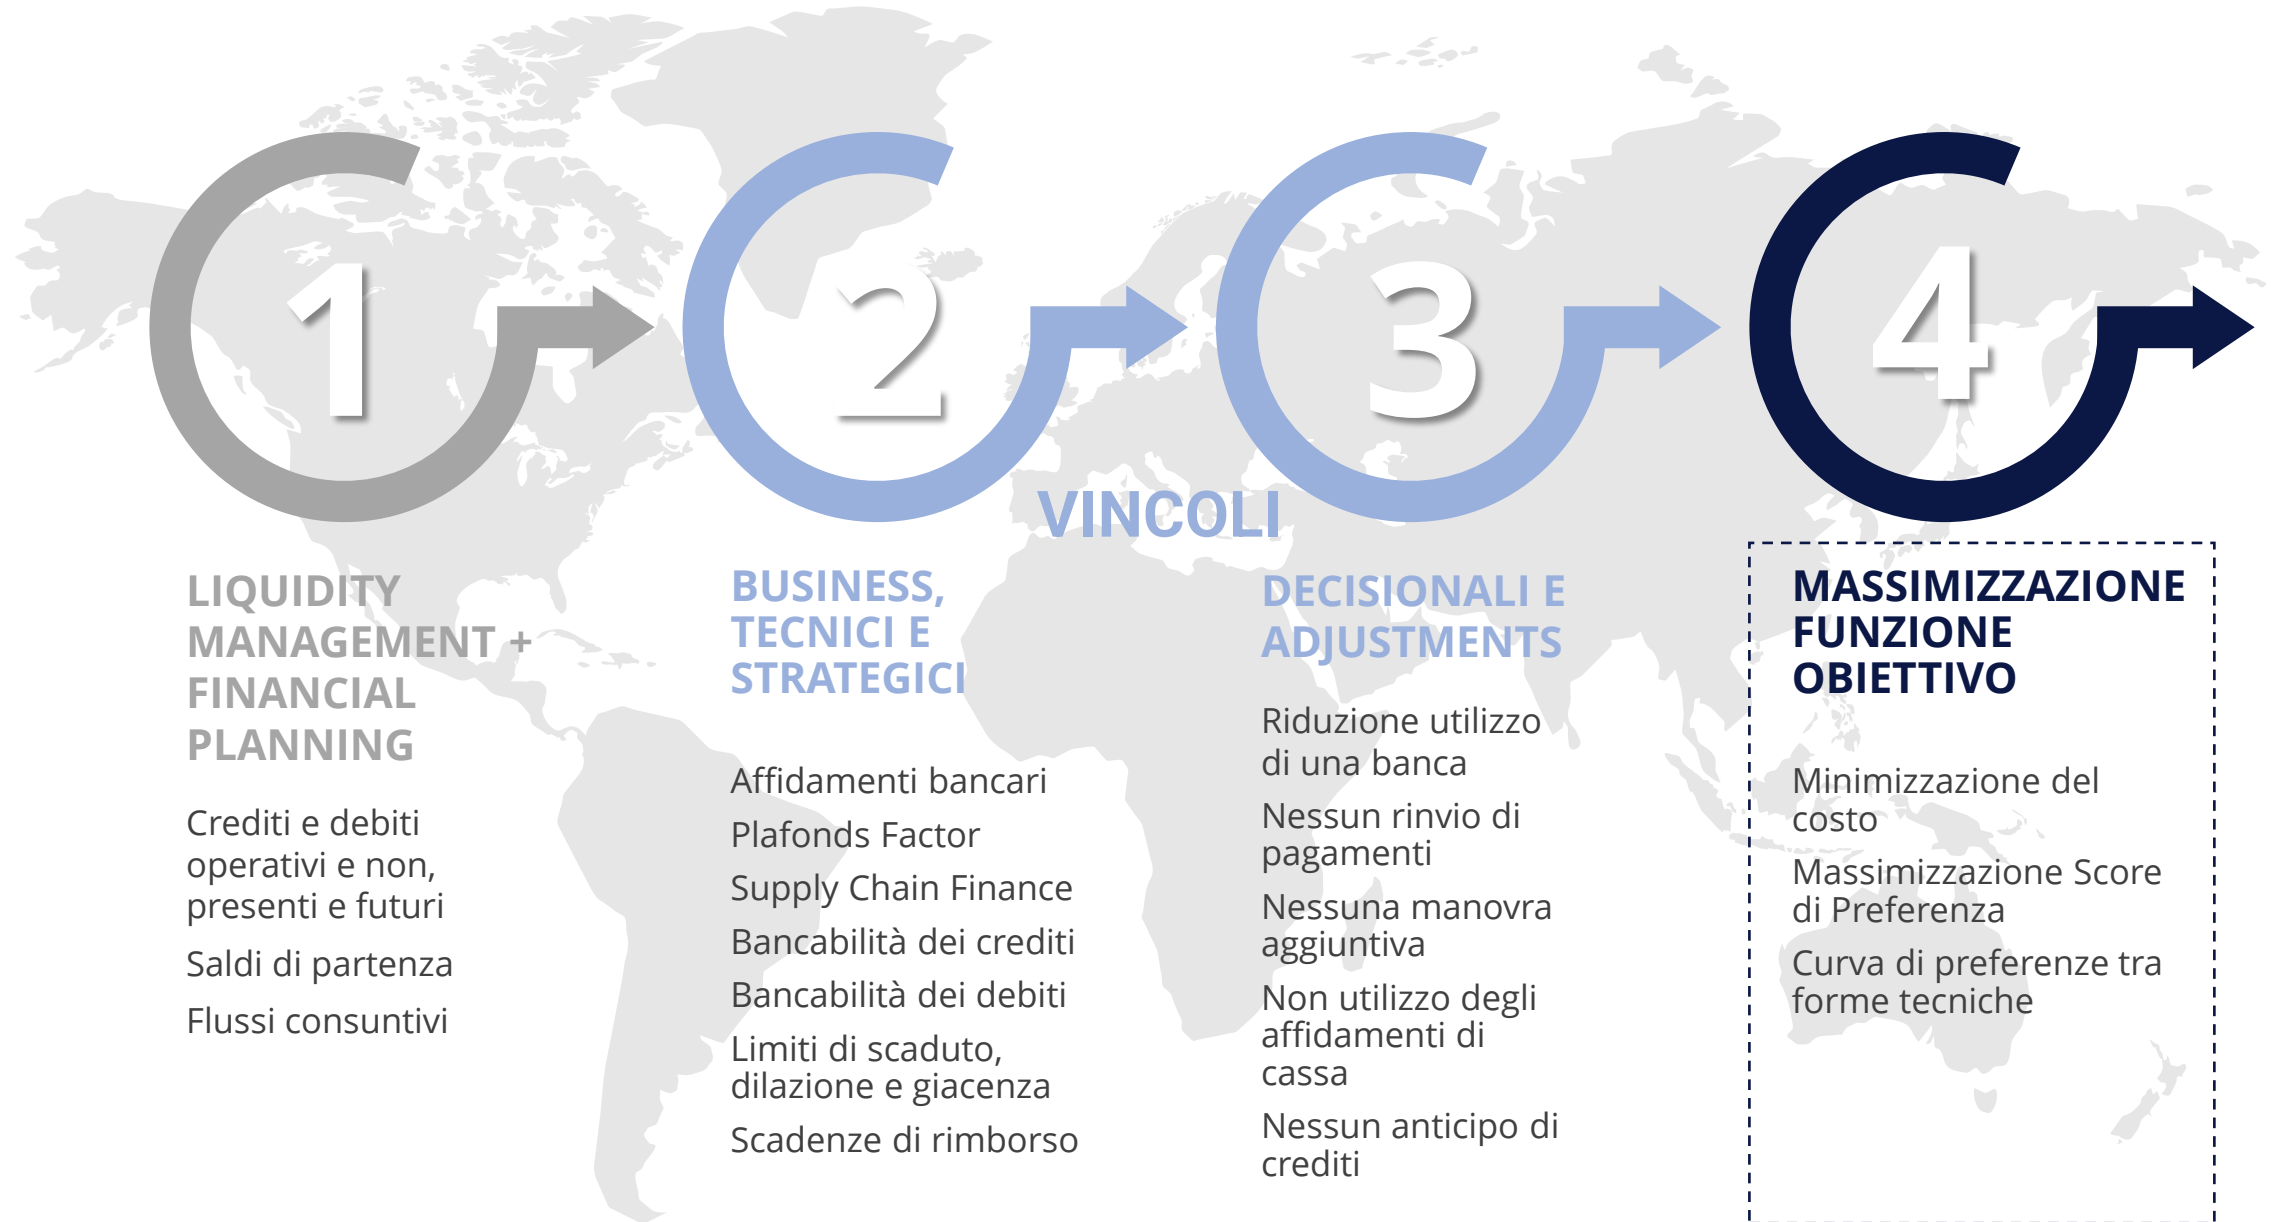 1
2
3
4
VINCOLI
LIQUIDITY
MANAGEMENT +
FINANCIAL
PLANNING
Crediti e debiti
operativi e non,
presenti e futuri
Saldi di partenza
Flussi consuntivi
BUSINESS,
TECNICI E
STRATEGICI
Affidamenti bancari
Plafonds Factor
Supply Chain Finance
Bancabilità dei crediti
Bancabilità dei debiti
Limiti di scaduto,
dilazione e giacenza
Scadenze di rimborso
DECISIONALI E
ADJUSTMENTS
Riduzione utilizzo
di una banca
Nessun rinvio di
pagamenti
Nessuna manovra
aggiuntiva
Non utilizzo degli
affidamenti di
cassa
Nessun anticipo di
crediti
MASSIMIZZAZIONE
FUNZIONE
OBIETTIVO
Minimizzazione del
costo
Massimizzazione Score
di Preferenza
Curva di preferenze tra
forme tecniche